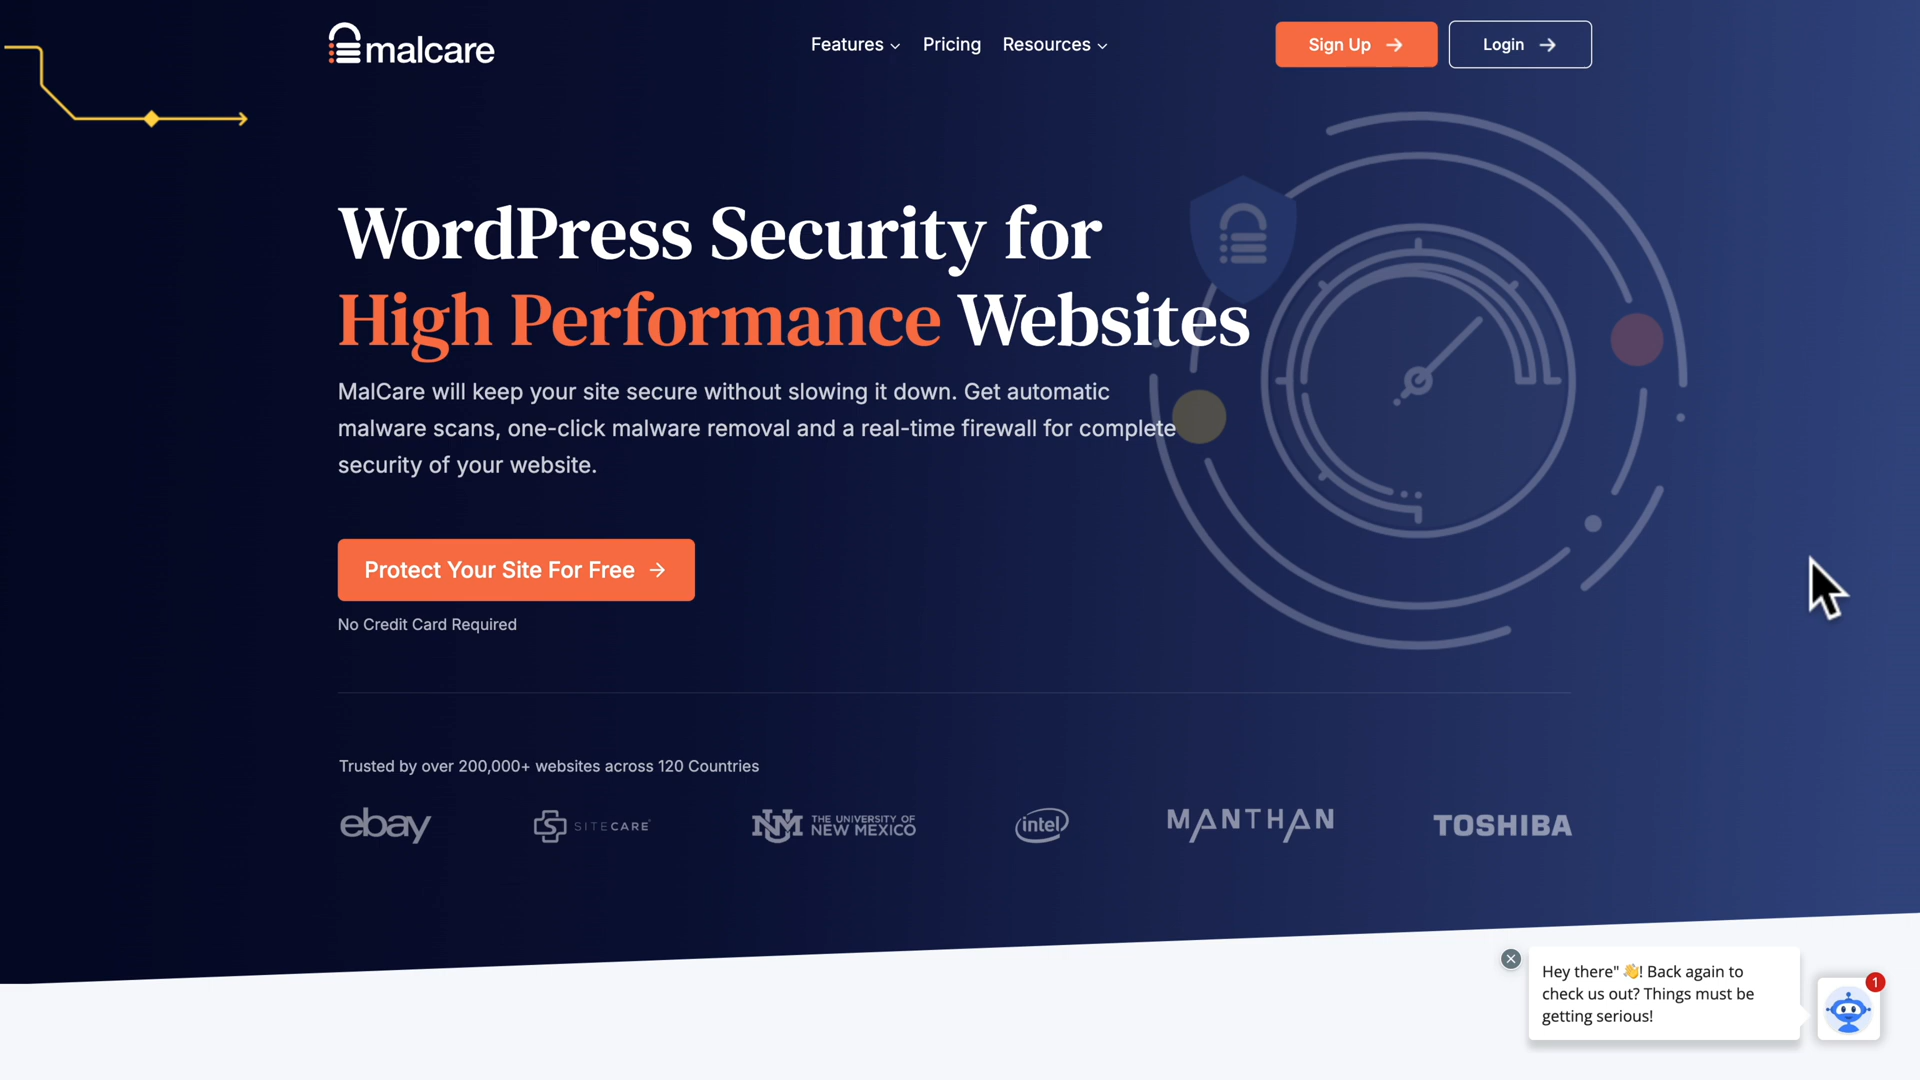 malcare
Features
Pricing
Resources
Sign Up
Login
WordPress Security for
High Performance Websites
MalCare will keep your site secure without slowing it down. Get automatic
malware scans, one-click malware removal and a real-time firewall for complete
security of your website.
Protect Your Site For Free
No Credit Card Required
Trusted by over 200,000+ websites across 120 Countries
ebay
SITECARE
NM THE UNIVERSITY OF
NEW MEXICO
intel
MANTHAN
TOSHIBA
Hey there" 👋! Back again to
check us out? Things must be
getting serious!
1